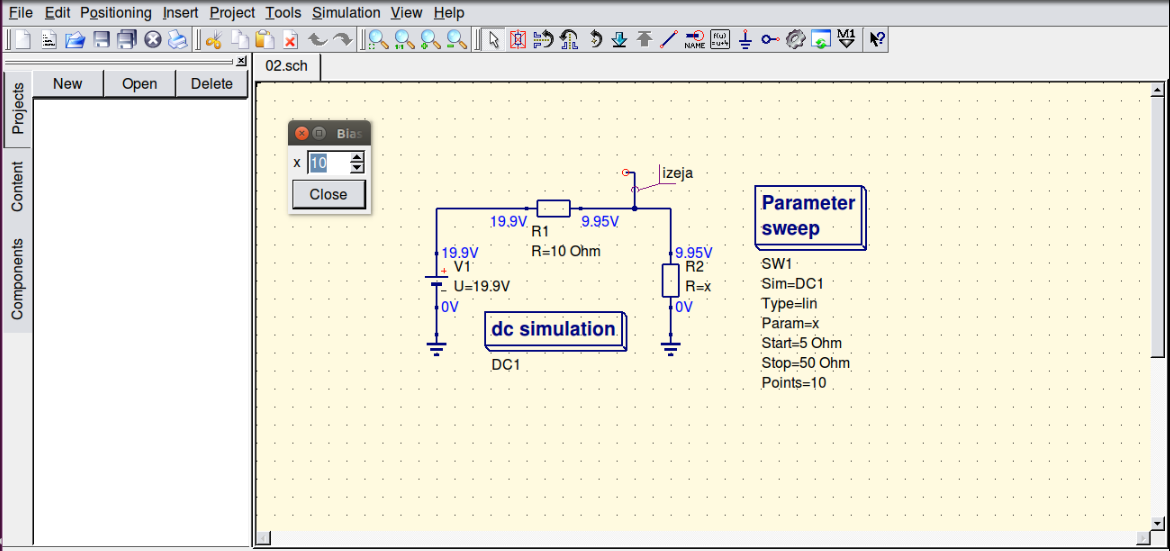 File Edit Positioning Insert Project Tools Simulation View Help
NAME
M1
02.sch
New Open Delete
Projects
Content
Components
Bias
x 10
Close
izeja
19.9V
9.95V
R1
R=10 Ohm
19.9V
V1
U=19.9V
0V
9.95V
R2
R=x
0V
dc simulation
DC1
Parameter
sweep
SW1
Sim=DC1
Type=lin
Param=x
Start=5 Ohm
Stop=50 Ohm
Points=10